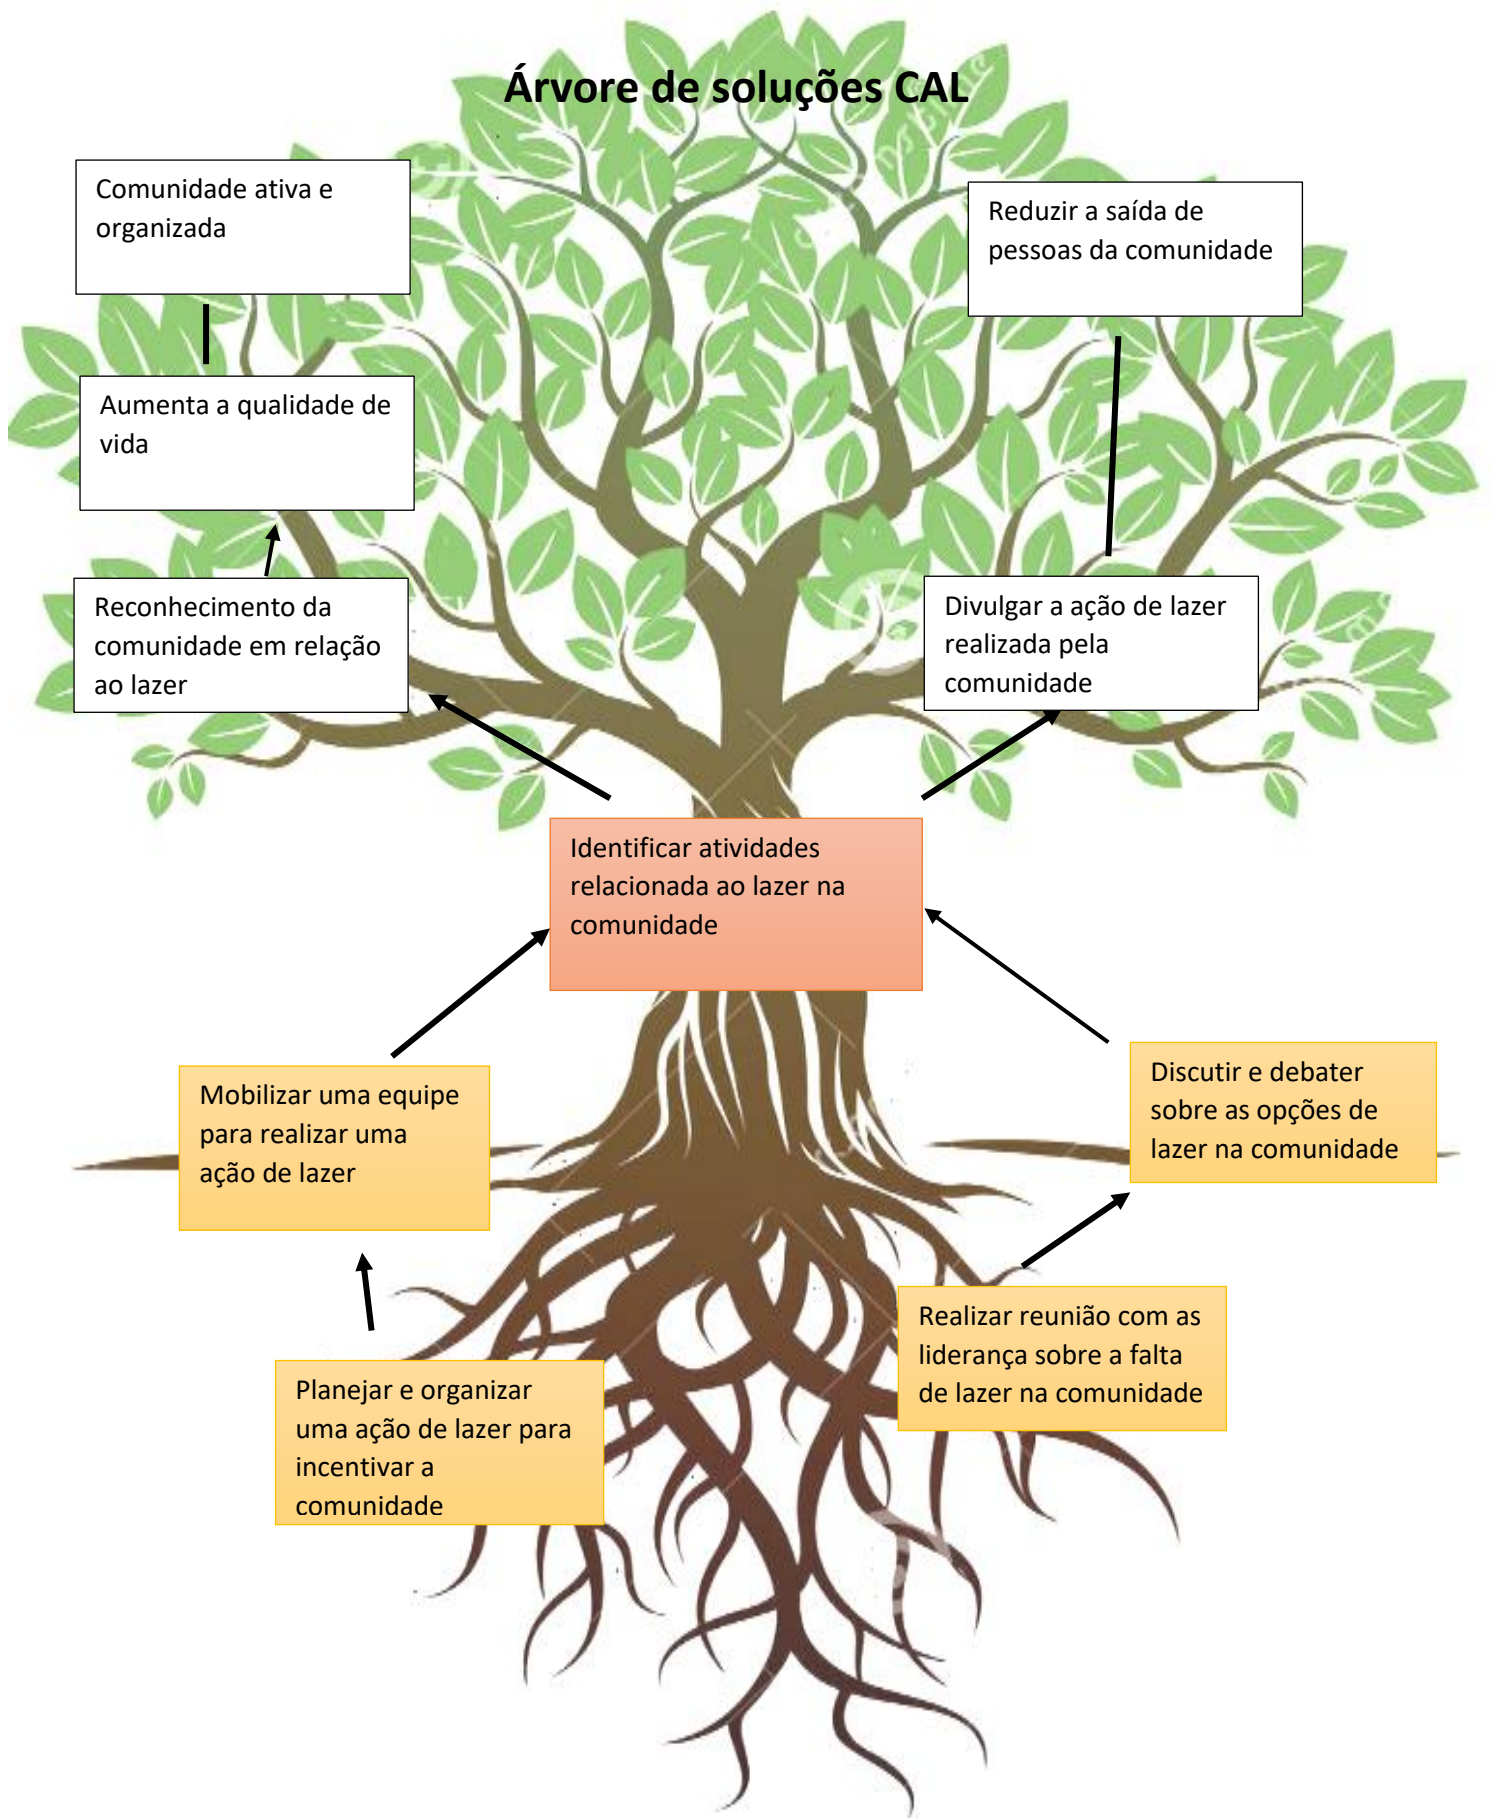 Árvore de soluções CAL
Comunidade ativa e
organizada
Reduzir a saída de
pessoas da comunidade
Aumenta a qualidade de
vida
Reconhecimento da
comunidade em relação
ao lazer
Divulgar a ação de lazer
realizada pela
comunidade
Identificar atividades
relacionada ao lazer na
comunidade
Mobilizar uma equipe
para realizar uma
ação de lazer
Discutir e debater
sobre as opções de
lazer na comunidade
Realizar reunião com as
liderança sobre a falta
de lazer na comunidade
Planejar e organizar
uma ação de lazer para
incentivar a
comunidade